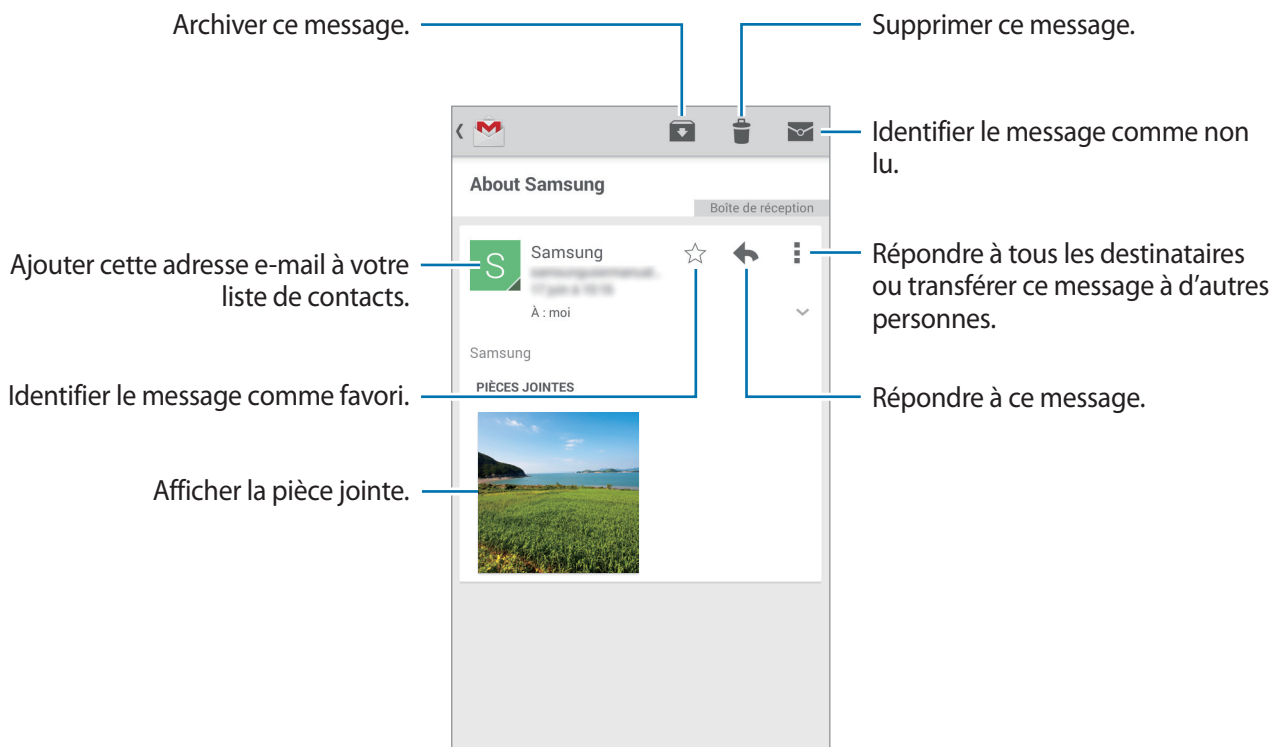 Archiver ce message.
Supprimer ce message.
Identifier le message comme non
lu.
About Samsung
Boîte de réception
S
Samsung
À : moi
Ajouter cette adresse e-mail à votre
liste de contacts.
Répondre à tous les destinataires
ou transférer ce message à d'autres
personnes.
Samsung
PIÈCES JOINTES
Identifier le message comme favori.
Répondre à ce message.
Afficher la pièce jointe.